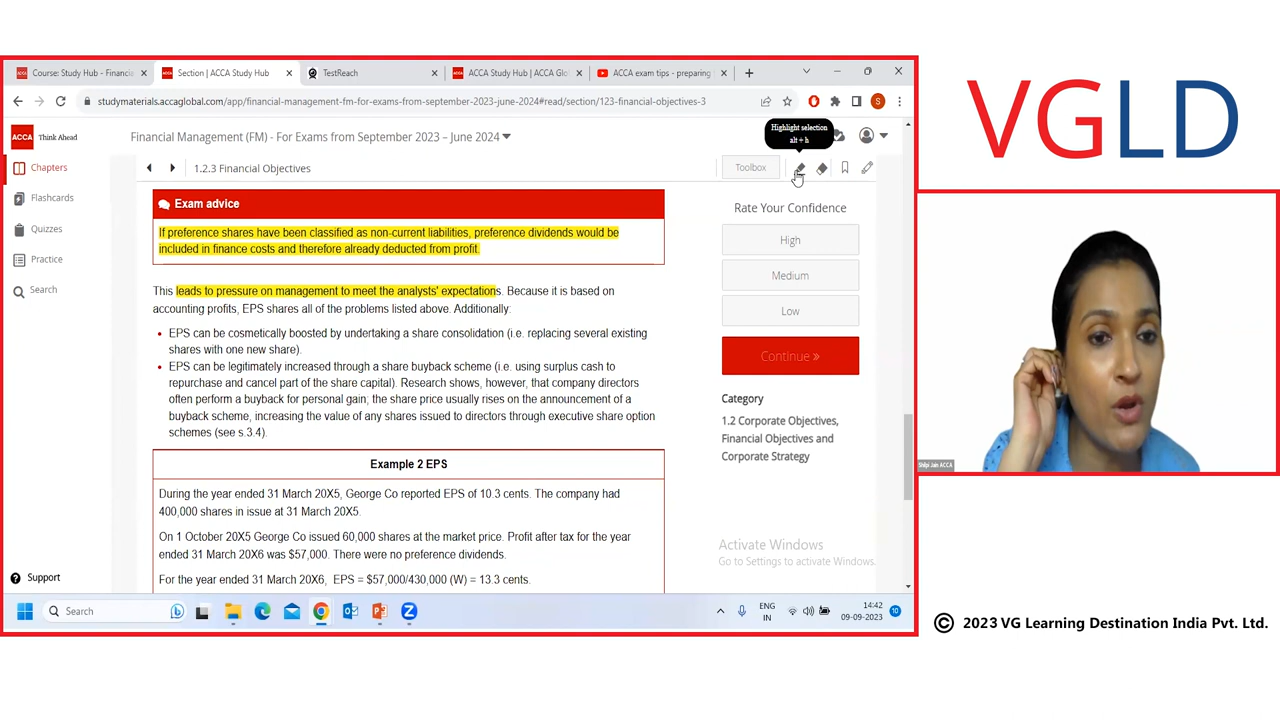 Course: Study Hub - Financia
Section | ACCA Study Hub
TestReach
ACCA Study Hub | ACCA Glo
ACCA exam tips - preparing
studymaterials.accaglobal.com/app/financial-management-fm-for-exams-from-september-2023-june-2024#read/section/123-financial-objectives-3
S
ACCA
Think Ahead
Financial Management (FM) - For Exams from September 2023 – June 2024
Highlight selection
alt + h
Chapters
Flashcards
Quizzes
Practice
Search
Support
1.2.3 Financial Objectives
Toolbox
Exam advice
If preference shares have been classified as non-current liabilities, preference dividends would be
included in finance costs and therefore already deducted from profit.
This leads to pressure on management to meet the analysts' expectations. Because it is based on
accounting profits, EPS shares all of the problems listed above. Additionally:
• EPS can be cosmetically boosted by undertaking a share consolidation (i.e. replacing several existing
shares with one new share).
• EPS can be legitimately increased through a share buyback scheme (i.e. using surplus cash to
repurchase and cancel part of the share capital). Research shows, however, that company directors
often perform a buyback for personal gain; the share price usually rises on the announcement of a
buyback scheme, increasing the value of any shares issued to directors through executive share option
schemes (see s.3.4).
Example 2 EPS
During the year ended 31 March 20X5, George Co reported EPS of 10.3 cents. The company had
400,000 shares in issue at 31 March 20X5.
On 1 October 20X5 George Co issued 60,000 shares at the market price. Profit after tax for the year
ended 31 March 20X6 was $57,000. There were no preference dividends.
For the year ended 31 March 20X6, EPS = $57,000/430,000 (W) = 13.3 cents.
Rate Your Confidence
High
Medium
Low
Continue »
Category
1.2 Corporate Objectives,
Financial Objectives and
Corporate Strategy
Activate Windows
Go to Settings to activate Windows.
Search
ENG
IN
14:42
09-09-2023
10
VGLD
Shilpi Jain ACCA
© 2023 VG Learning Destination India Pvt. Ltd.